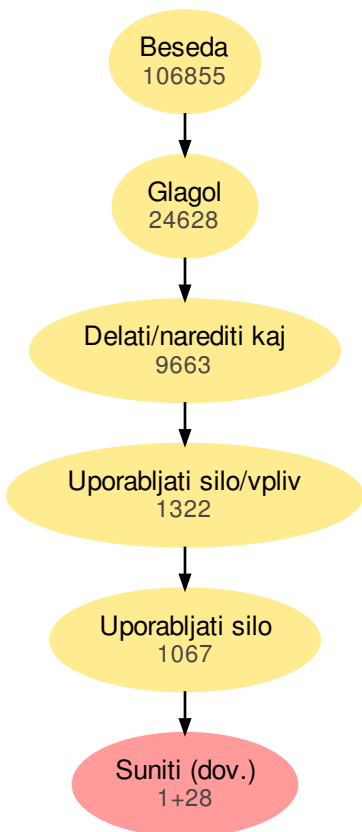 Beseda
106855
Glagol
24628
Delati/narediti kaj
9663
Uporabljati silo/vpliv
1322
Uporabljati silo
1067
Suniti (dov.)
1+28